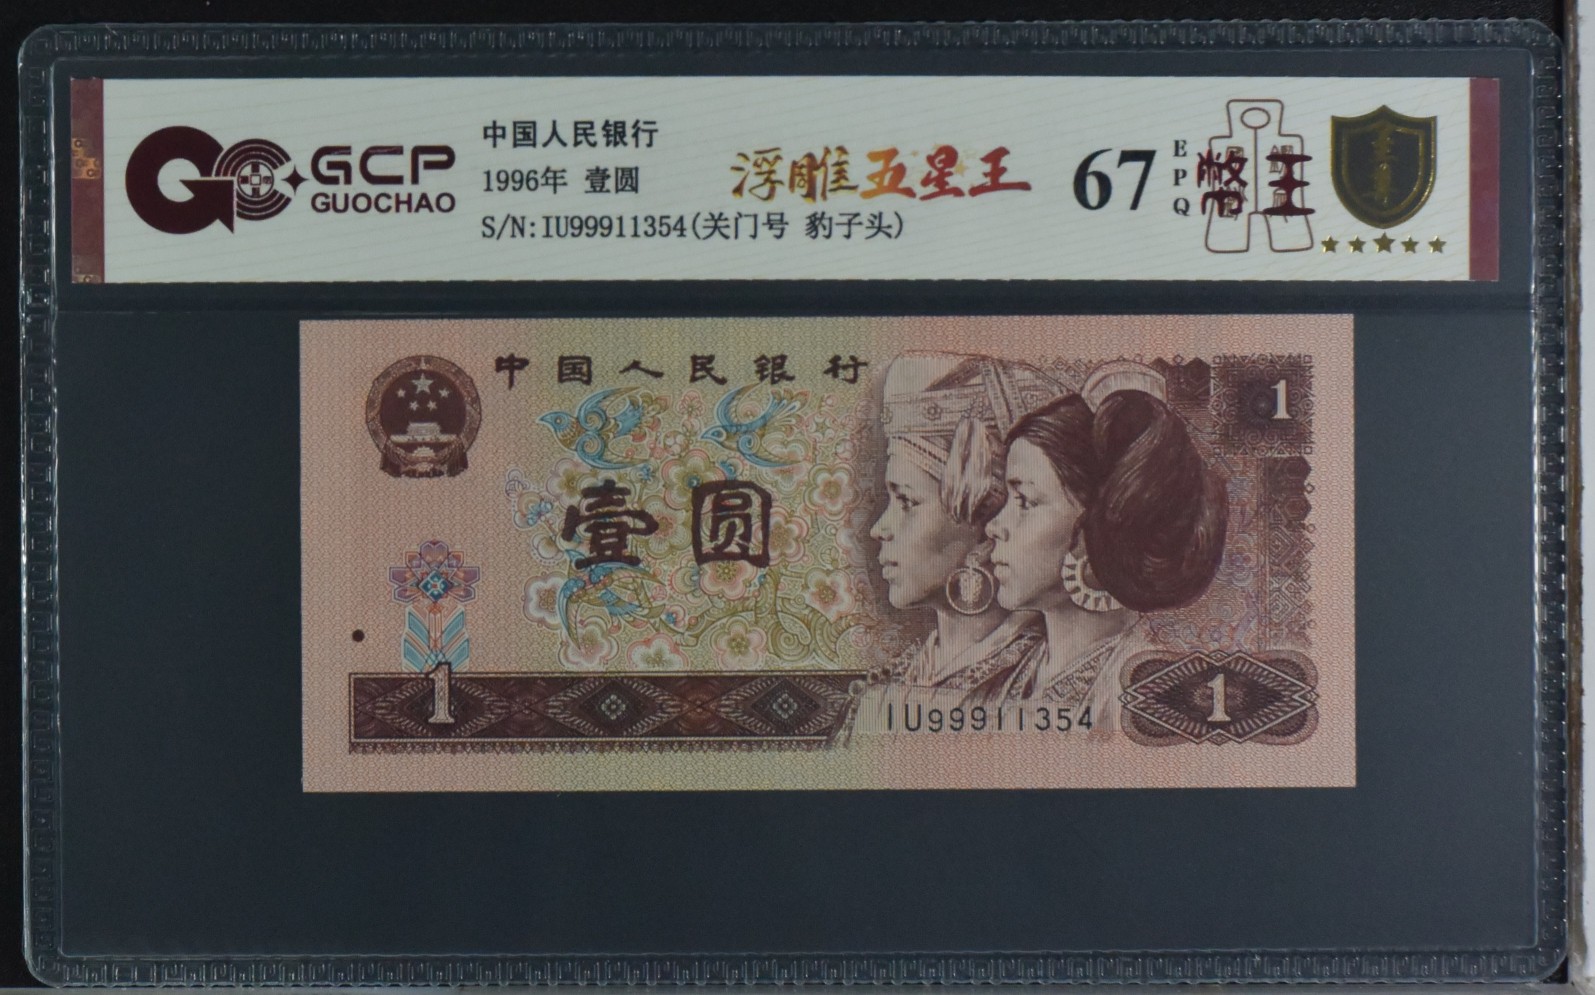 GCP
GUOCHAO
中国人民银行
1996年 壹圆
S/N:IU99911354(关门号 豹子头)
浮雕五星王
67
EPQ
中国人民银行
1
壹圆
1
IU99911354
1